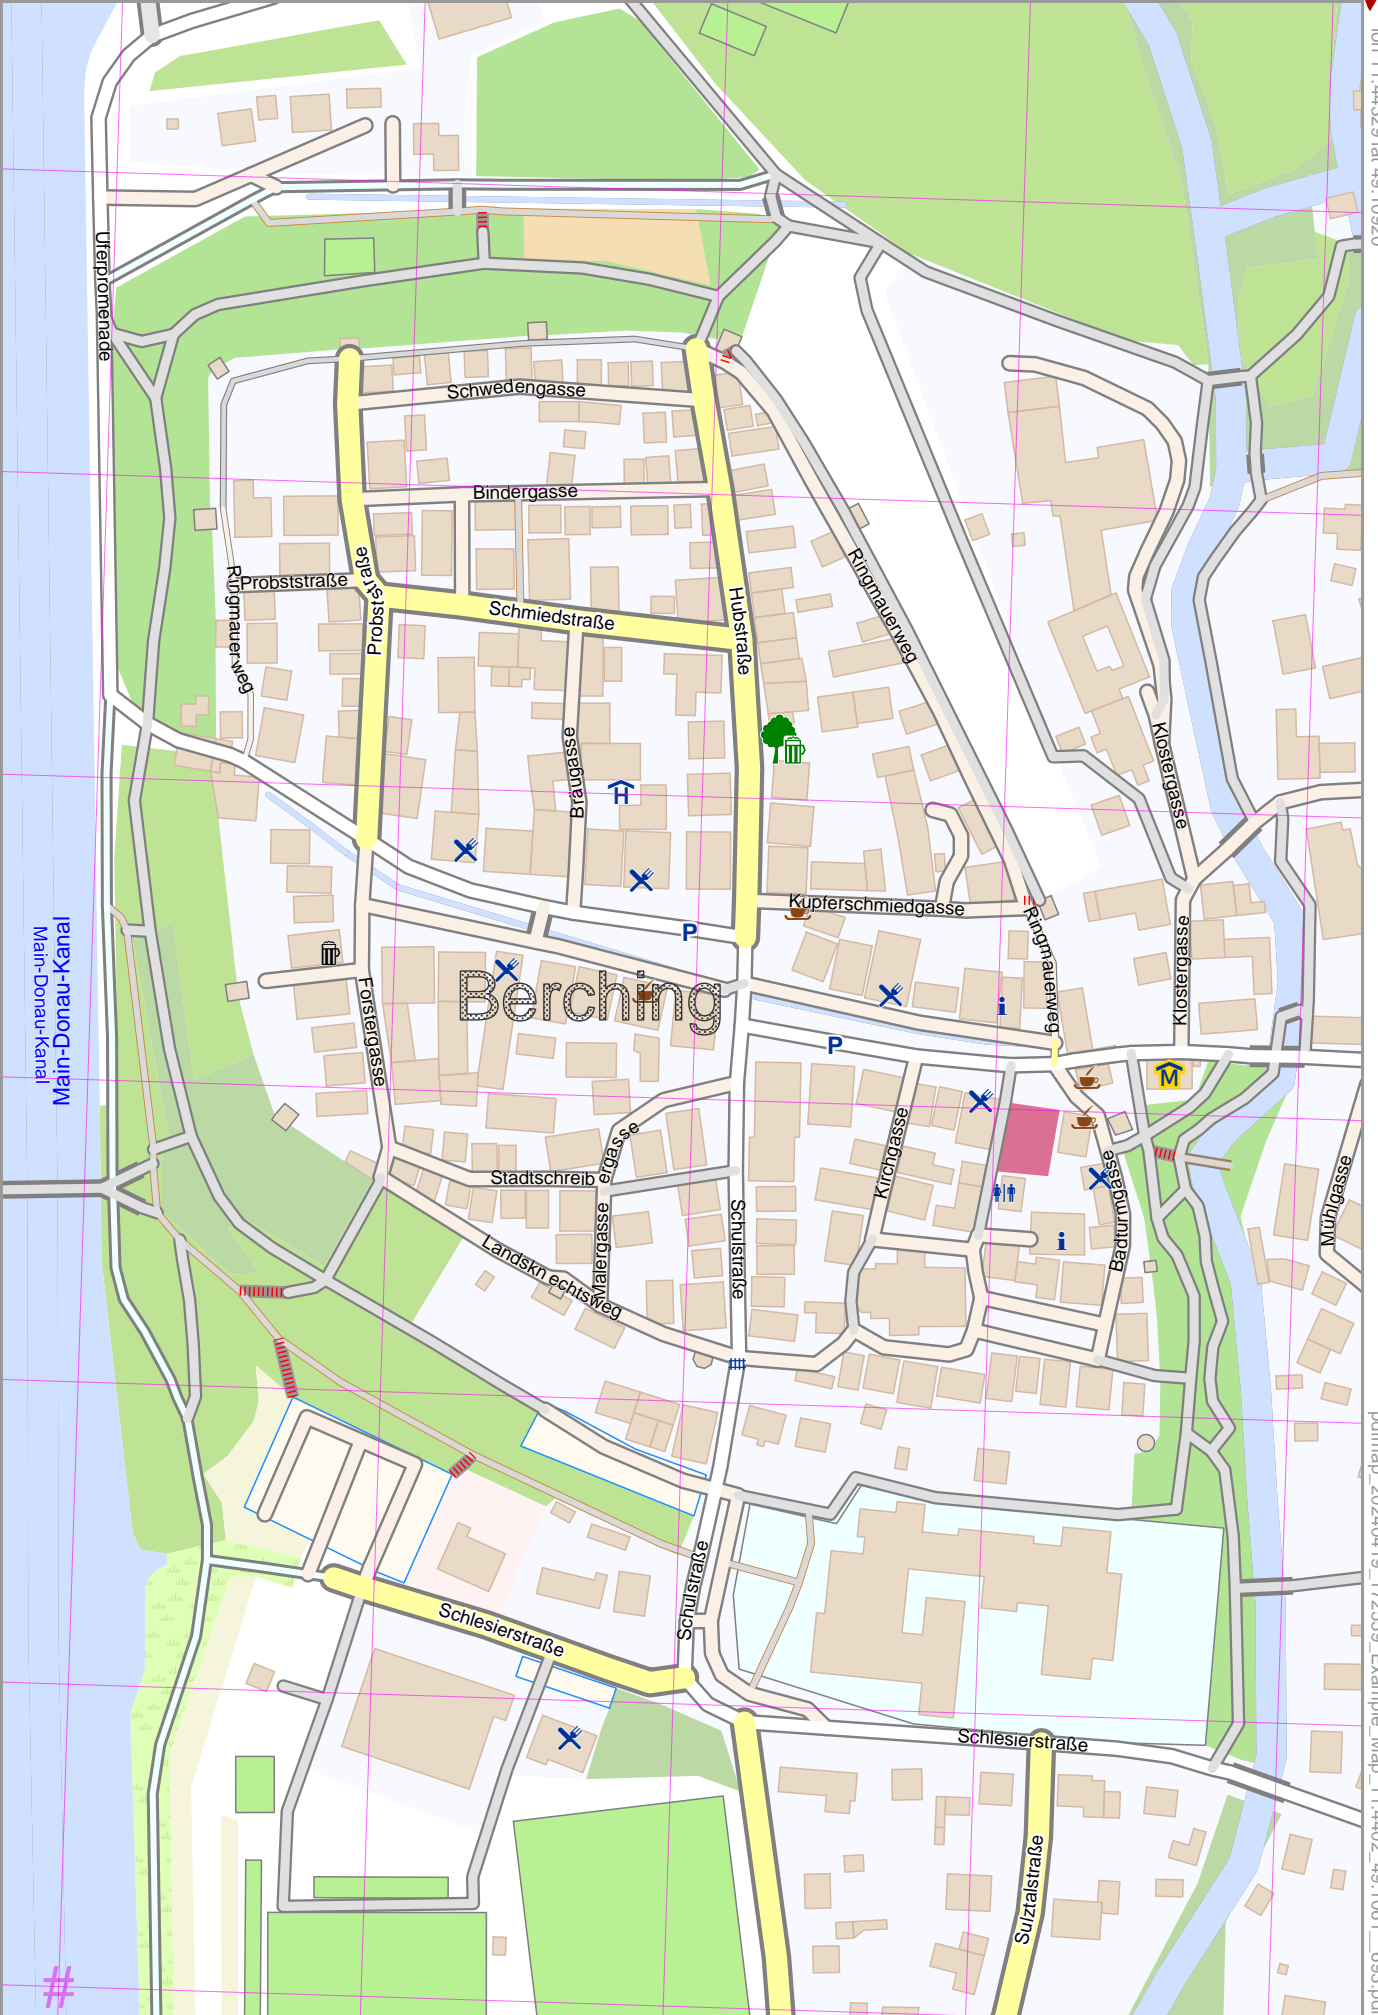 Uferpromenade
Schwedengasse
Bindergasse
Probststraße
Probststraße
Ringmauerweg
Schmiedstraße
Hubstraße
Ringmauerweg
Bräugasse
H
Klostergasse
Kupferschmiedgasse
P
Main-Donau-Kanal
Main-Donau-Kanal
Berching
Forstergasse
Ringmauerweg
Klostergasse
i
P
M
Stadtschreibergasse
Kirchgasse
Badturmgasse
Mühlgasse
Malergasse
Schulstraße
Landsknechtsweg
i
Schulstraße
Schlesierstraße
Schlesierstraße
Sulztalstraße
#